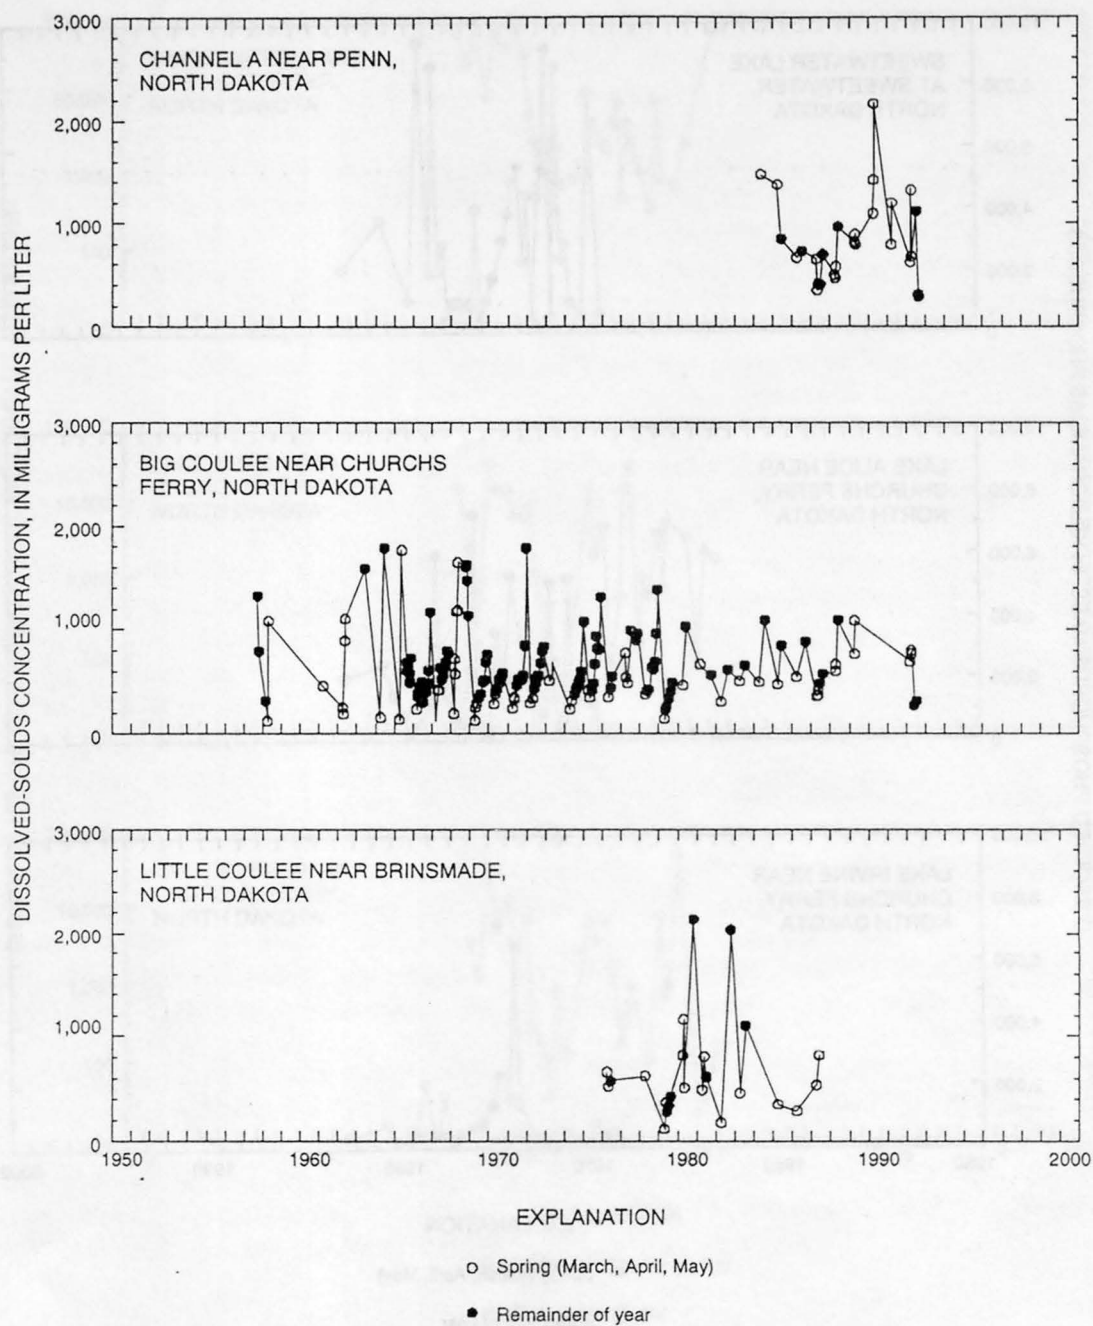 DISSOLVED-SOLIDS CONCENTRATION, IN MILLIGRAMS PER LITER
3,000
CHANNEL A NEAR PENN,
NORTH DAKOTA
2,000
1,000
0
3,000
BIG COULEE NEAR CHURCHS
FERRY, NORTH DAKOTA
2,000
1,000
0
3,000
LITTLE COULEE NEAR BRINSMADE,
NORTH DAKOTA
2,000
1,000
0
1950 1960 1970 1980 1990 2000
EXPLANATION
Spring (March, April, May)
Remainder of year